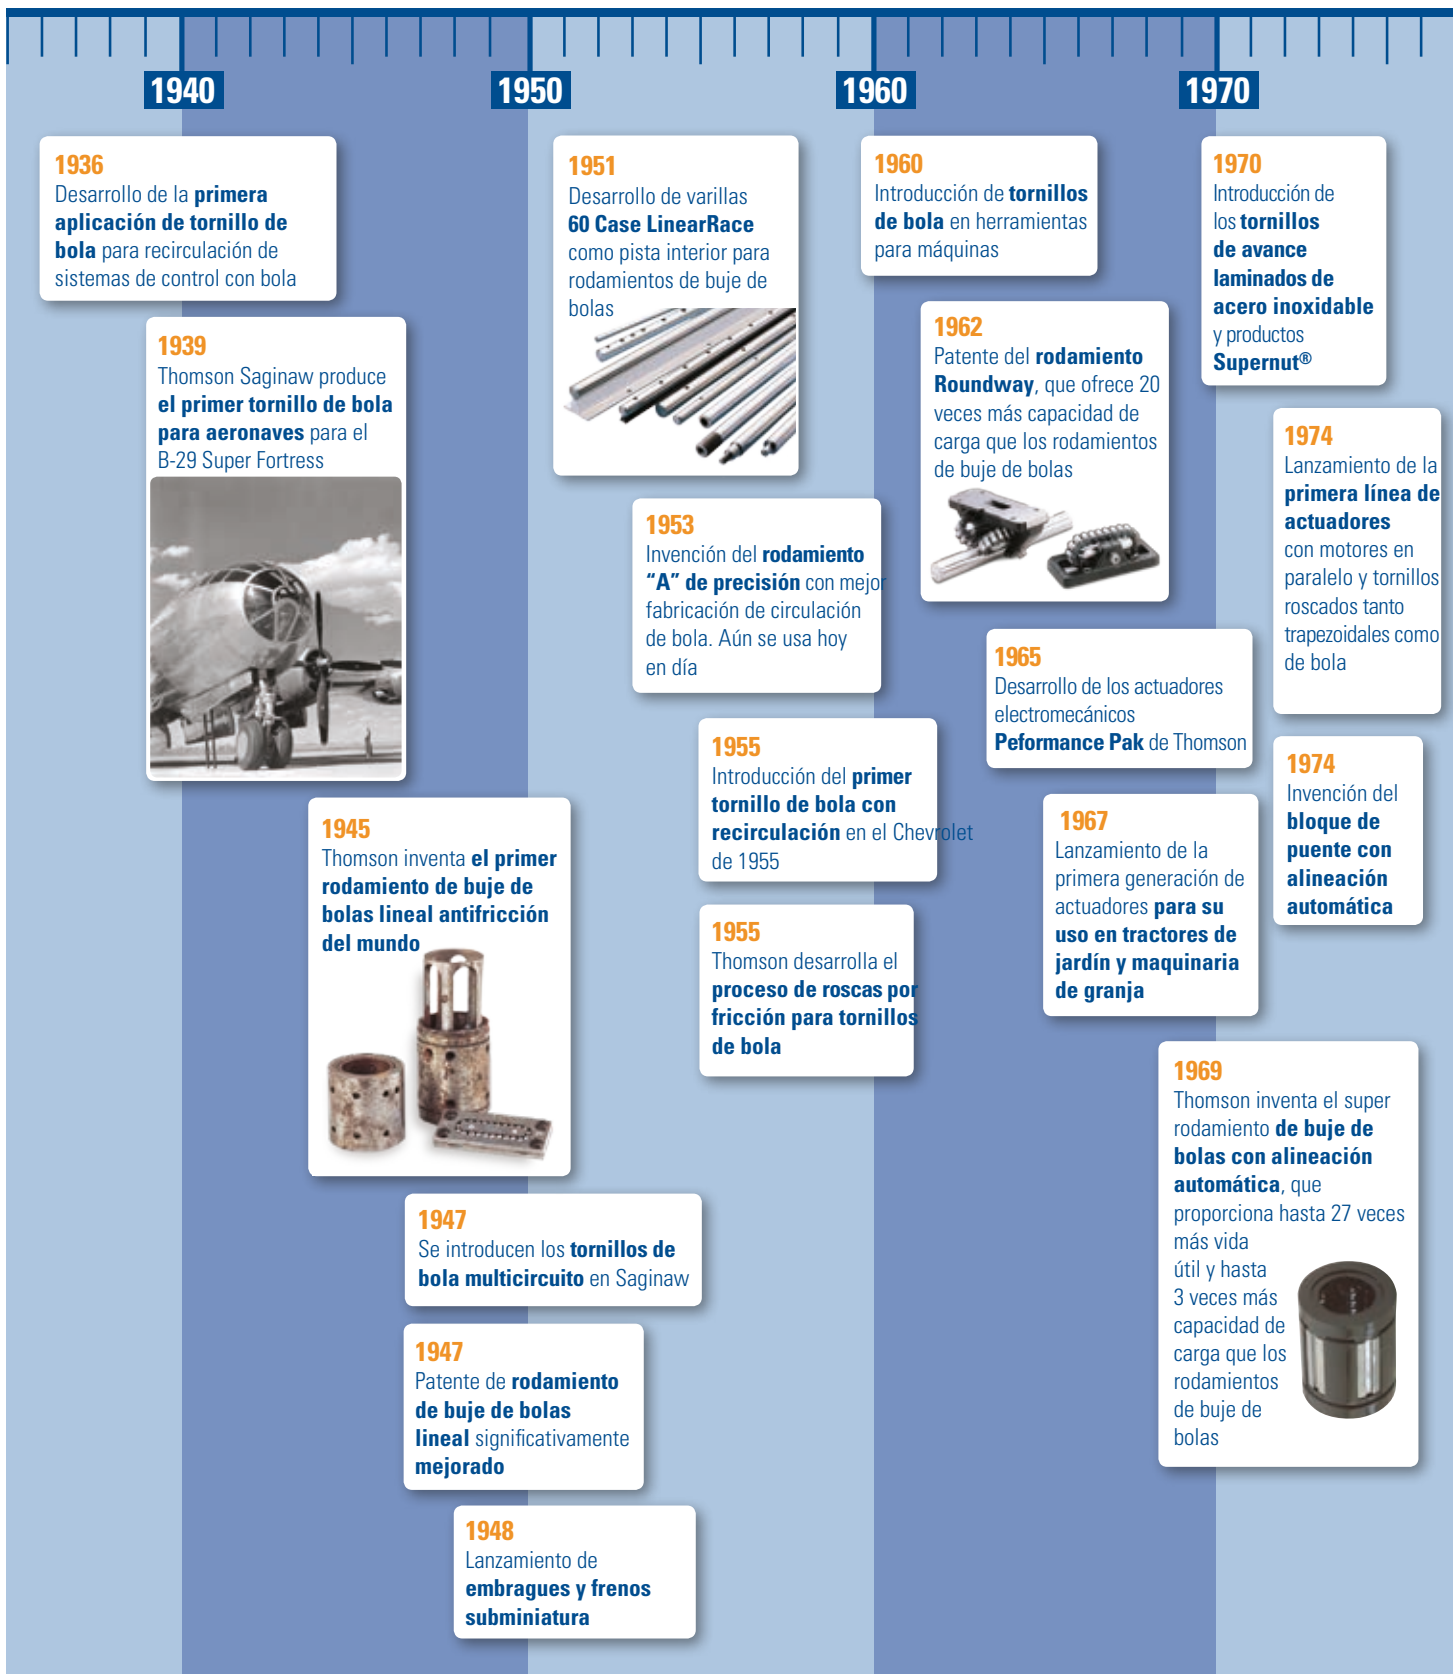 1940
1950
1960
1970
1936
Desarrollo de la primera
aplicación de tornillo de
bola para recirculación de
sistemas de control con bola
1939
Thomson Saginaw produce
el primer tornillo de bola
para aeronaves para el
B-29 Super Fortress
1945
Thomson inventa el primer
rodamiento de buje de
bolas lineal antifricción
del mundo
1947
Se introducen los tornillos de
bola multicircuito en Saginaw
1947
Patente de rodamiento
de buje de bolas
lineal significativamente
mejorado
1948
Lanzamiento de
embragues y frenos
subminiatura
1951
Desarrollo de varillas
60 Case LinearRace
como pista interior para
rodamientos de buje de
bolas
1953
Invención del rodamiento
“A” de precisión con mejor
fabricación de circulación
de bola. Aún se usa hoy
en día
1955
Introducción del primer
tornillo de bola con
recirculación en el Chevrolet
de 1955
1955
Thomson desarrolla el
proceso de roscas por
fricción para tornillos
de bola
1960
Introducción de tornillos
de bola en herramientas
para máquinas
1962
Patente del rodamiento
Roundway, que ofrece 20
veces más capacidad de
carga que los rodamientos
de buje de bolas
1965
Desarrollo de los actuadores
electromecánicos
Peformance Pak de Thomson
1967
Lanzamiento de la
primera generación de
actuadores para su
uso en tractores de
jardín y maquinaria
de granja
1969
Thomson inventa el super
rodamiento de buje de
bolas con alineación
automática, que
proporciona hasta 27 veces
más vida
útil y hasta
3 veces más
capacidad de
carga que los
rodamientos
de buje de
bolas
1970
Introducción de
los tornillos
de avance
laminados de
acero inoxidable
y productos
Supernut®
1974
Lanzamiento de la
primera línea de
actuadores
con motores en
paralelo y tornillos
roscados tanto
trapezoidales como
de bola
1974
Invención del
bloque de
puente con
alineación
automática